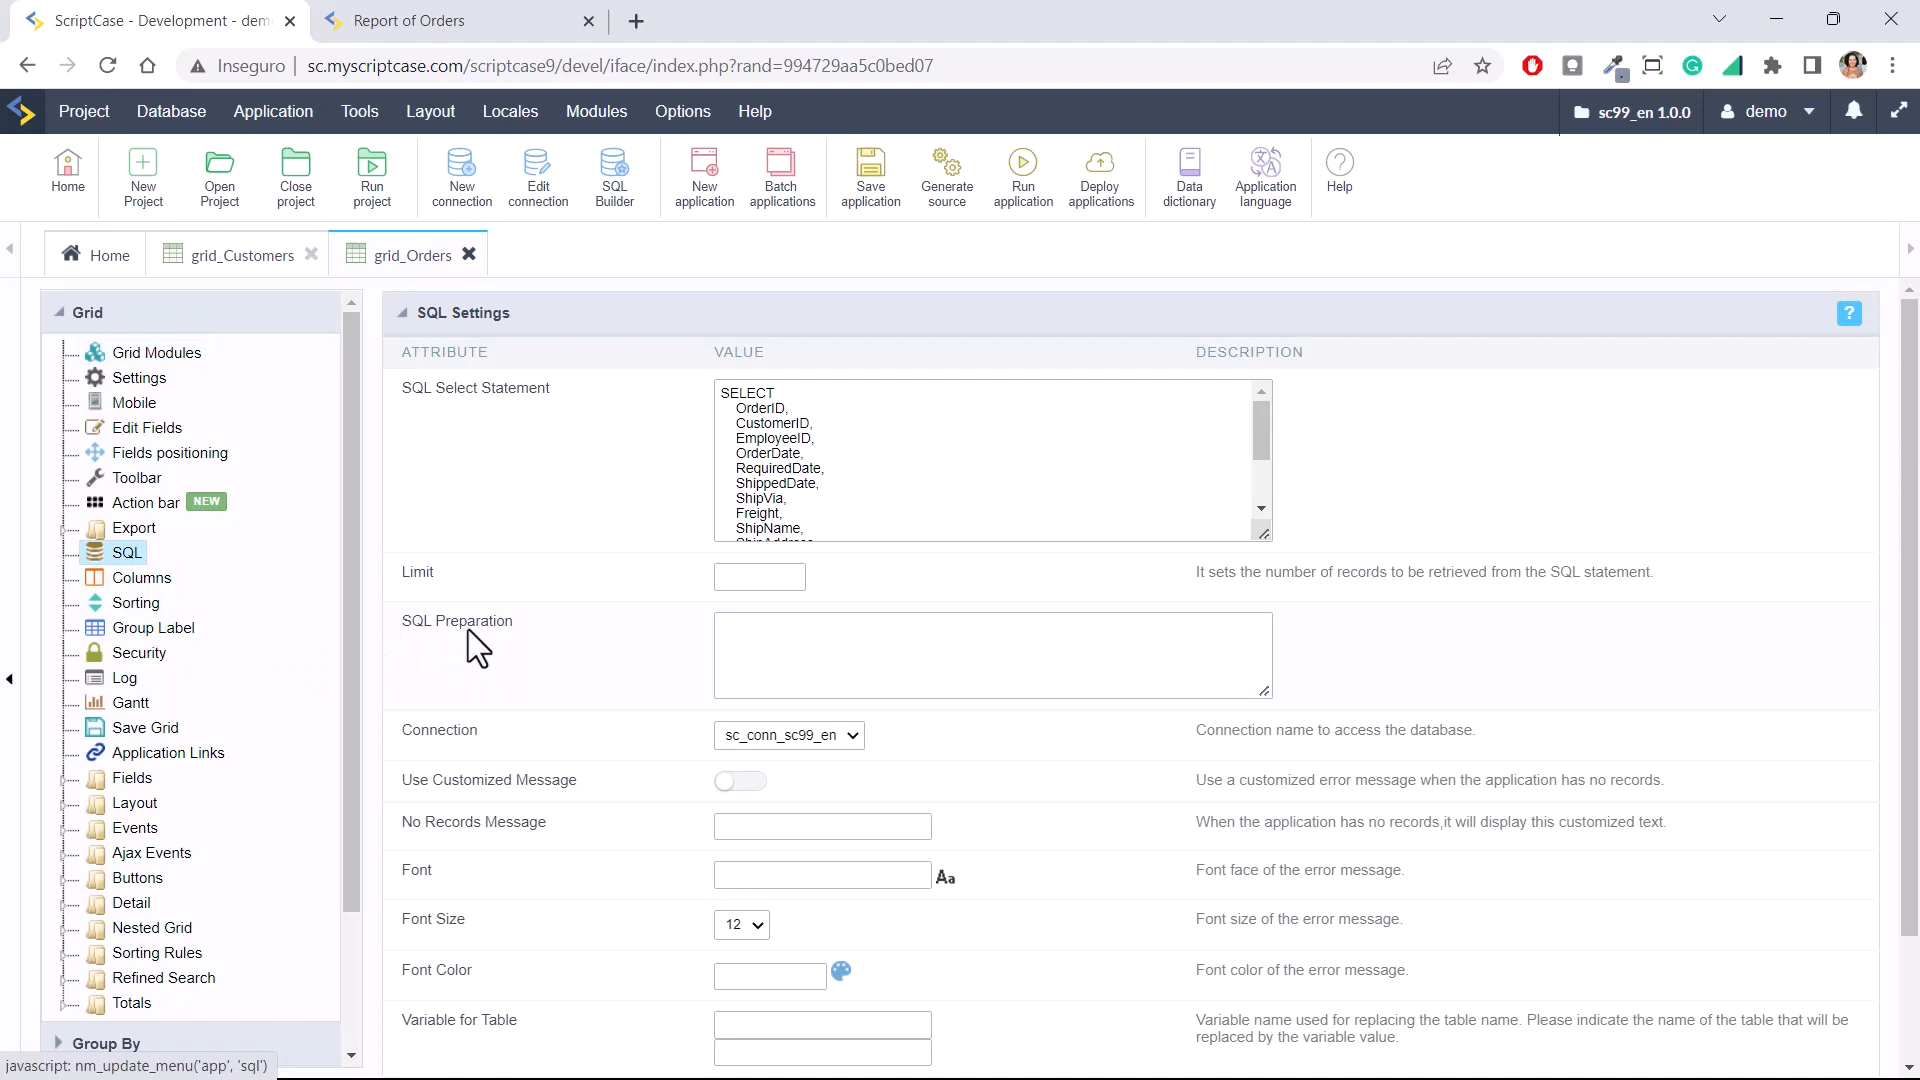 ScriptCase - Development - dem
Report of Orders
Inseguro
sc.myscriptcase.com/scriptcase9/devel/iface/index.php?rand=994729aa5c0bed07
Project
Database
Application
Tools
Layout
Locales
Modules
Options
Help
sc99_en 1.0.0
demo
Home
New
Project
Open
Project
Close
project
Run
project
New
connection
Edit
connection
SQL
Builder
New
application
Batch
applications
Save
application
Generate
source
Run
application
Deploy
applications
Data
dictionary
Application
language
Help
Home
grid_Customers
grid_Orders
Grid
Grid Modules
Settings
Mobile
Edit Fields
Fields positioning
Toolbar
Action bar NEW
Export
SQL
Columns
Sorting
Group Label
Security
Log
Gantt
Save Grid
Application Links
Fields
Layout
Events
Ajax Events
Buttons
Detail
Nested Grid
Sorting Rules
Refined Search
Totals
Group By
javascript: nm_update_menu('app', 'sql')
SQL Settings
?
ATTRIBUTE VALUE DESCRIPTION
SQL Select Statement
SELECT
OrderID,
CustomerID,
EmployeeID,
OrderDate,
RequiredDate,
ShippedDate,
ShipVia,
Freight,
ShipName,
ShipAddress
Limit
It sets the number of records to be retrieved from the SQL statement.
SQL Preparation
Connection
sc_conn_sc99_en
Connection name to access the database.
Use Customized Message
Use a customized error message when the application has no records.
No Records Message
When the application has no records,it will display this customized text.
Font
Aa
Font face of the error message.
Font Size
12
Font size of the error message.
Font Color
Font color of the error message.
Variable for Table
Variable name used for replacing the table name. Please indicate the name of the table that will be
replaced by the variable value.